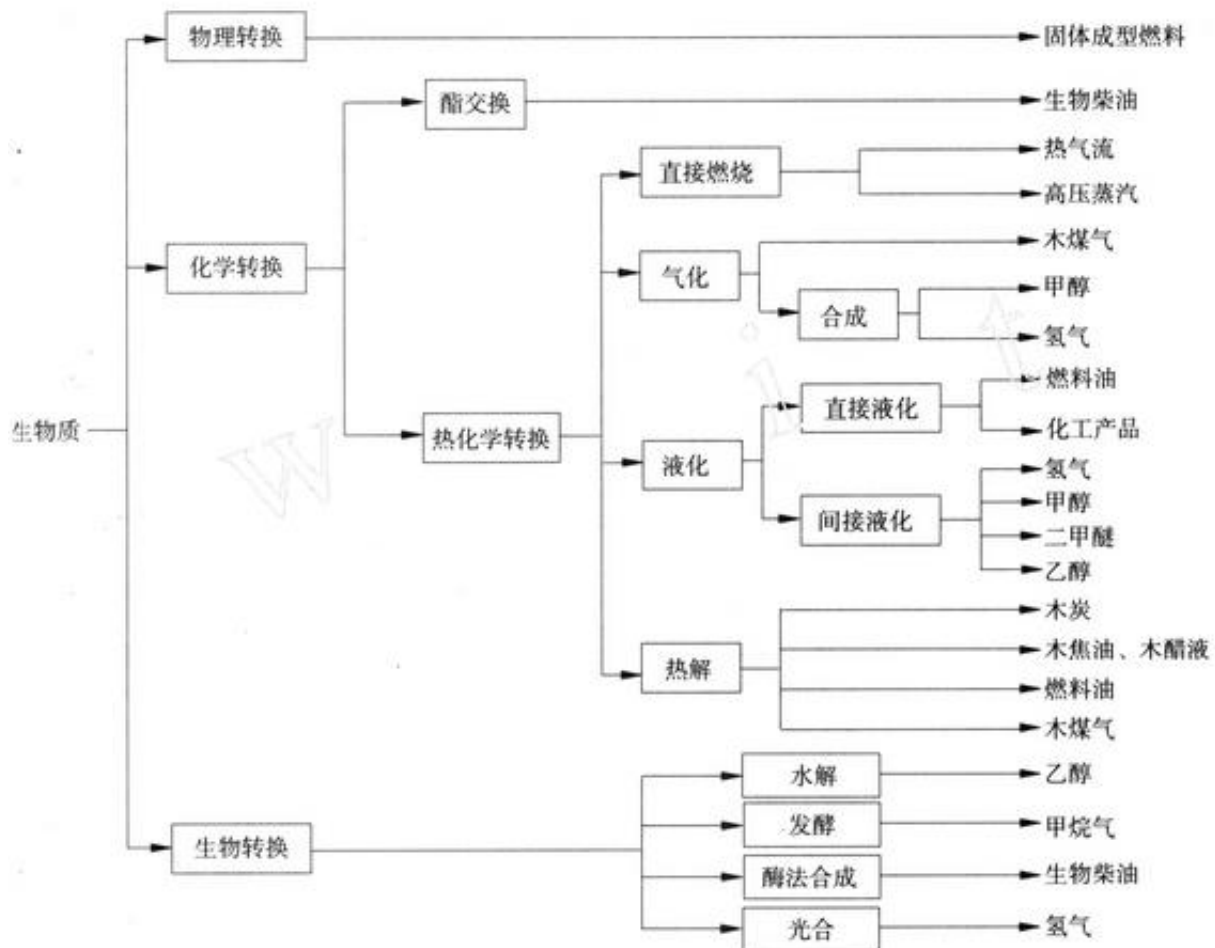 物理转换
固体成型燃料
酯交换
生物柴油
直接燃烧
热气流
高压蒸汽
化学转换
气化
木煤气
合成
甲醇
氢气
生物质
热化学转换
液化
直接液化
燃料油
化工产品
间接液化
氢气
甲醇
二甲醚
乙醇
热解
木炭
木焦油、木醋液
燃料油
木煤气
生物转换
水解
乙醇
发酵
甲烷气
酶法合成
生物柴油
光合
氢气